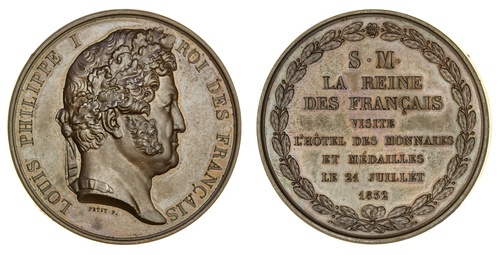 LOUIS PHILIPPE I ROI DES FRANÇAIS
PETIT F.
S·M·
LA REINE
DES FRANÇAIS
VISITE
L'HÔTEL DES MONNAIES
ET MÉDAILLES
LE 21 JUILLET
1832